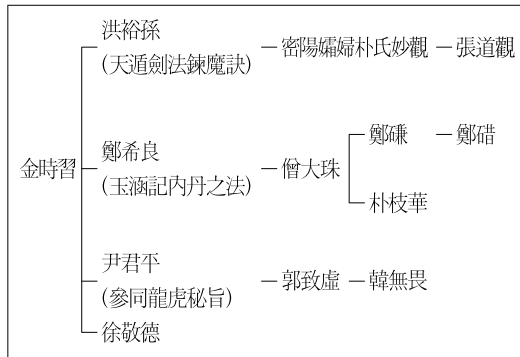 洪裕孫
(天遁劍法鍊魔訣)
密陽孀婦朴氏妙觀
張道觀
金時習
鄭希良
(玉涵記內丹之法)
僧大珠
鄭磏
鄭碏
朴枝華
尹君平
(參同龍虎秘旨)
郭致虛
韓無畏
徐敬德